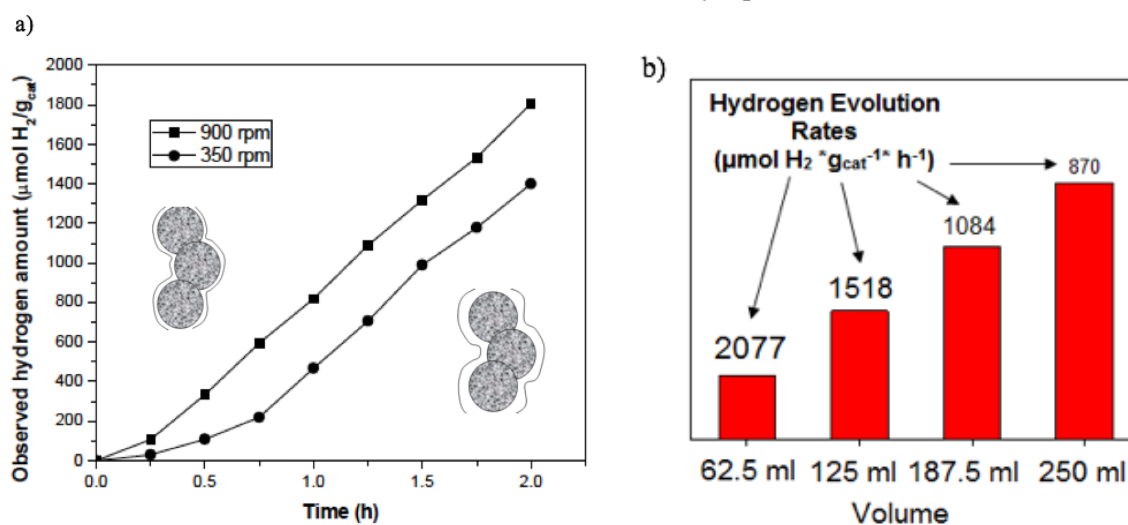 a)
Observed hydrogen amount (μmol H₂/g_cat)
2000
1800
1600
1400
1200
1000
800
600
400
200
0
900 rpm
350 rpm
0.0
0.5
1.0
1.5
2.0
Time (h)
b)
Hydrogen Evolution
Rates
(μmol H₂ *g_cat⁻¹* h⁻¹)
870
1084
1518
2077
62.5 ml
125 ml
187.5 ml
250 ml
Volume